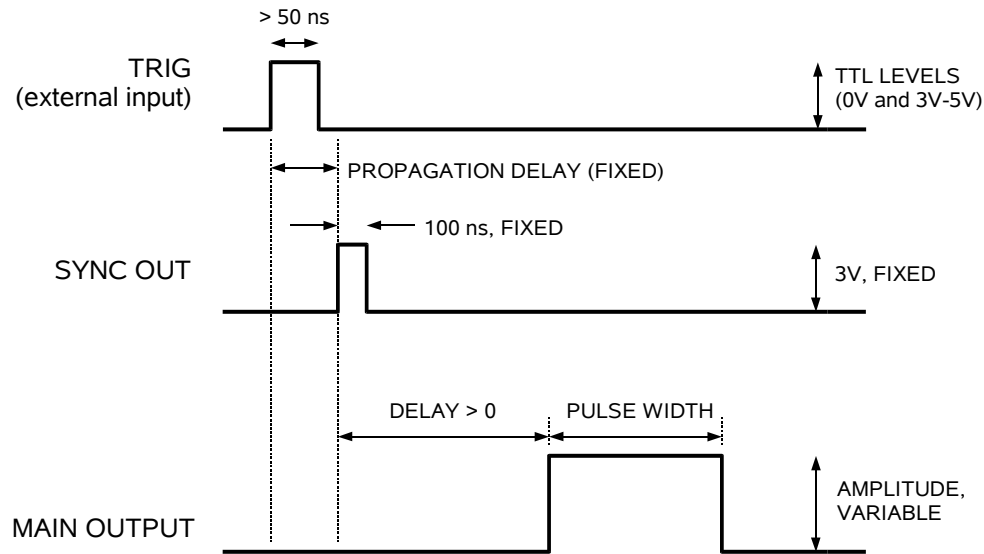 > 50 ns
TRIG
(external input)
TTL LEVELS
(0V and 3V-5V)
PROPAGATION DELAY (FIXED)
100 ns, FIXED
SYNC OUT
3V, FIXED
DELAY > 0
PULSE WIDTH
AMPLITUDE,
VARIABLE
MAIN OUTPUT